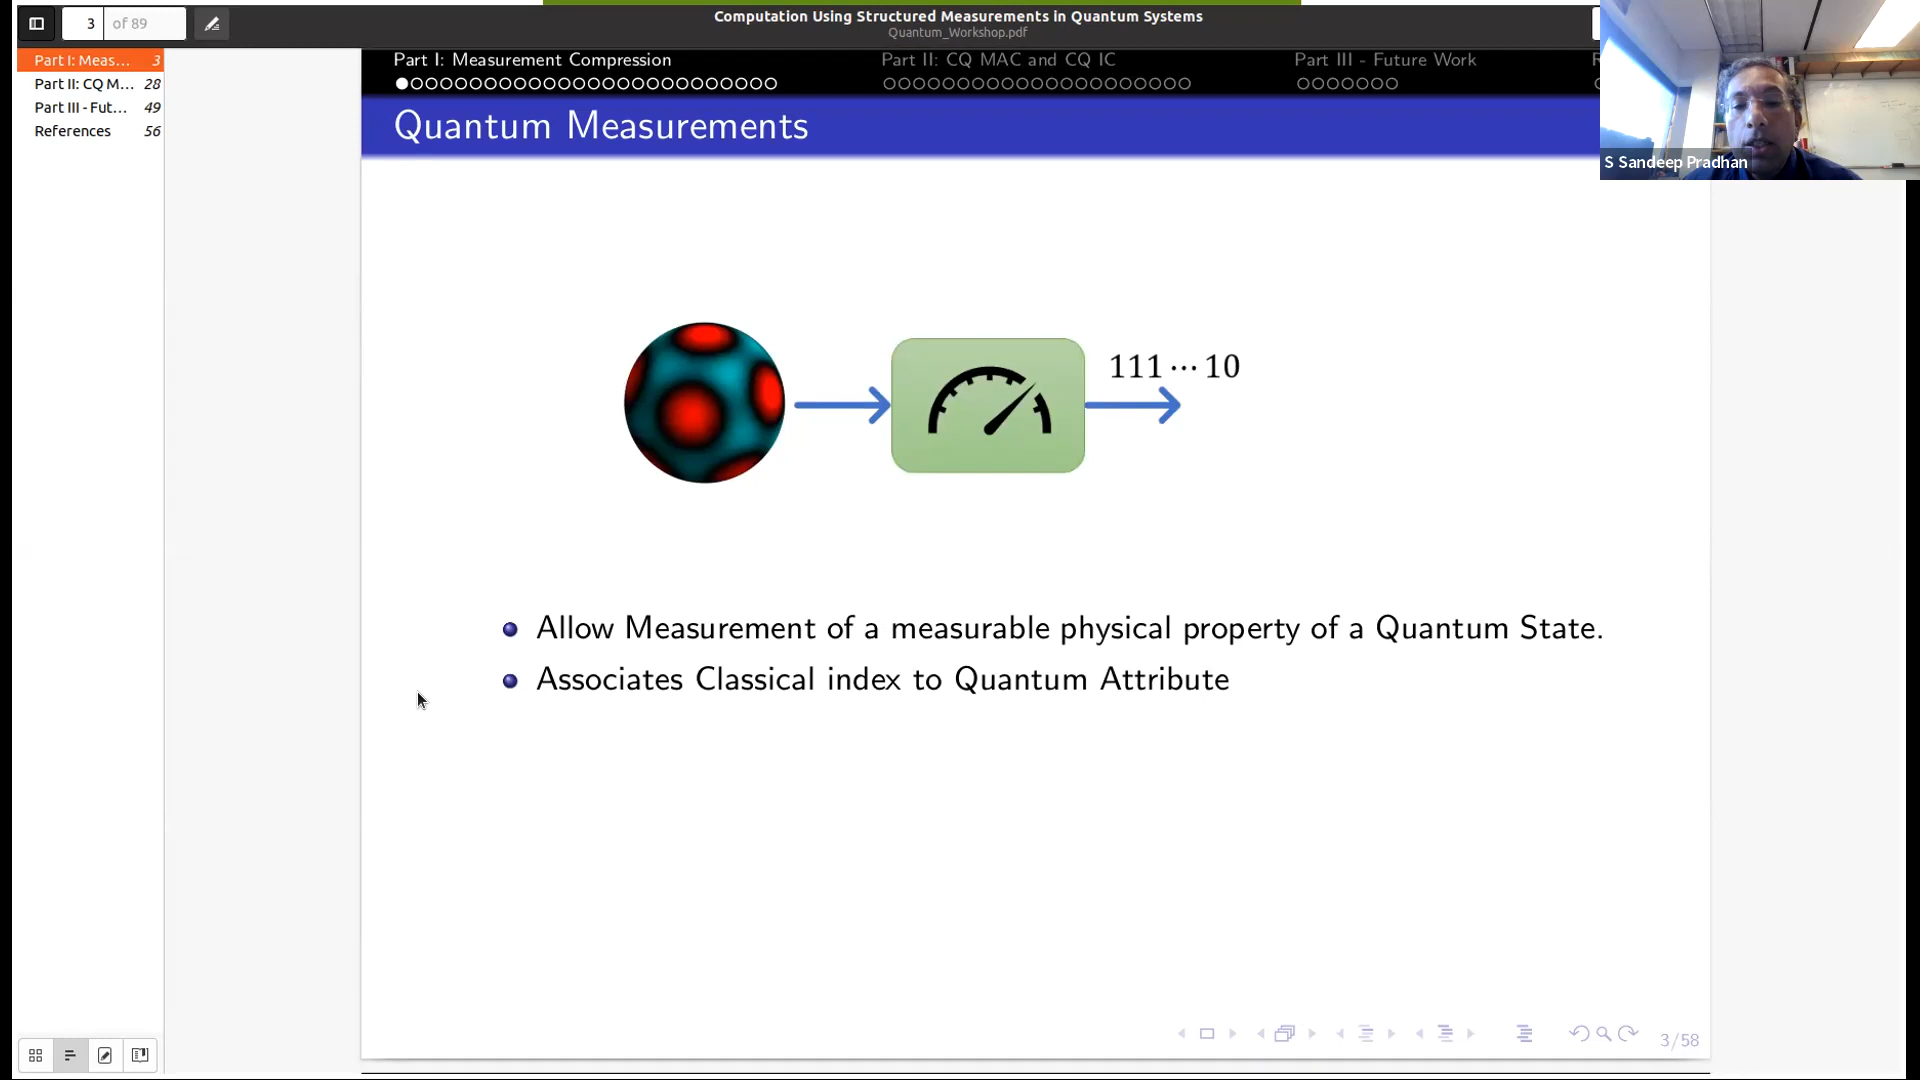 3 of 89
Computation Using Structured Measurements in Quantum Systems
Quantum_Workshop.pdf
Part I: Meas... 3
Part II: CQ M... 28
Part III - Fut... 49
References 56
Part I: Measurement Compression
Part II: CQ MAC and CQ IC
Part III - Future Work
Quantum Measurements
S Sandeep Pradhan
111 ⋯ 10
Allow Measurement of a measurable physical property of a Quantum State.
Associates Classical index to Quantum Attribute
3/58